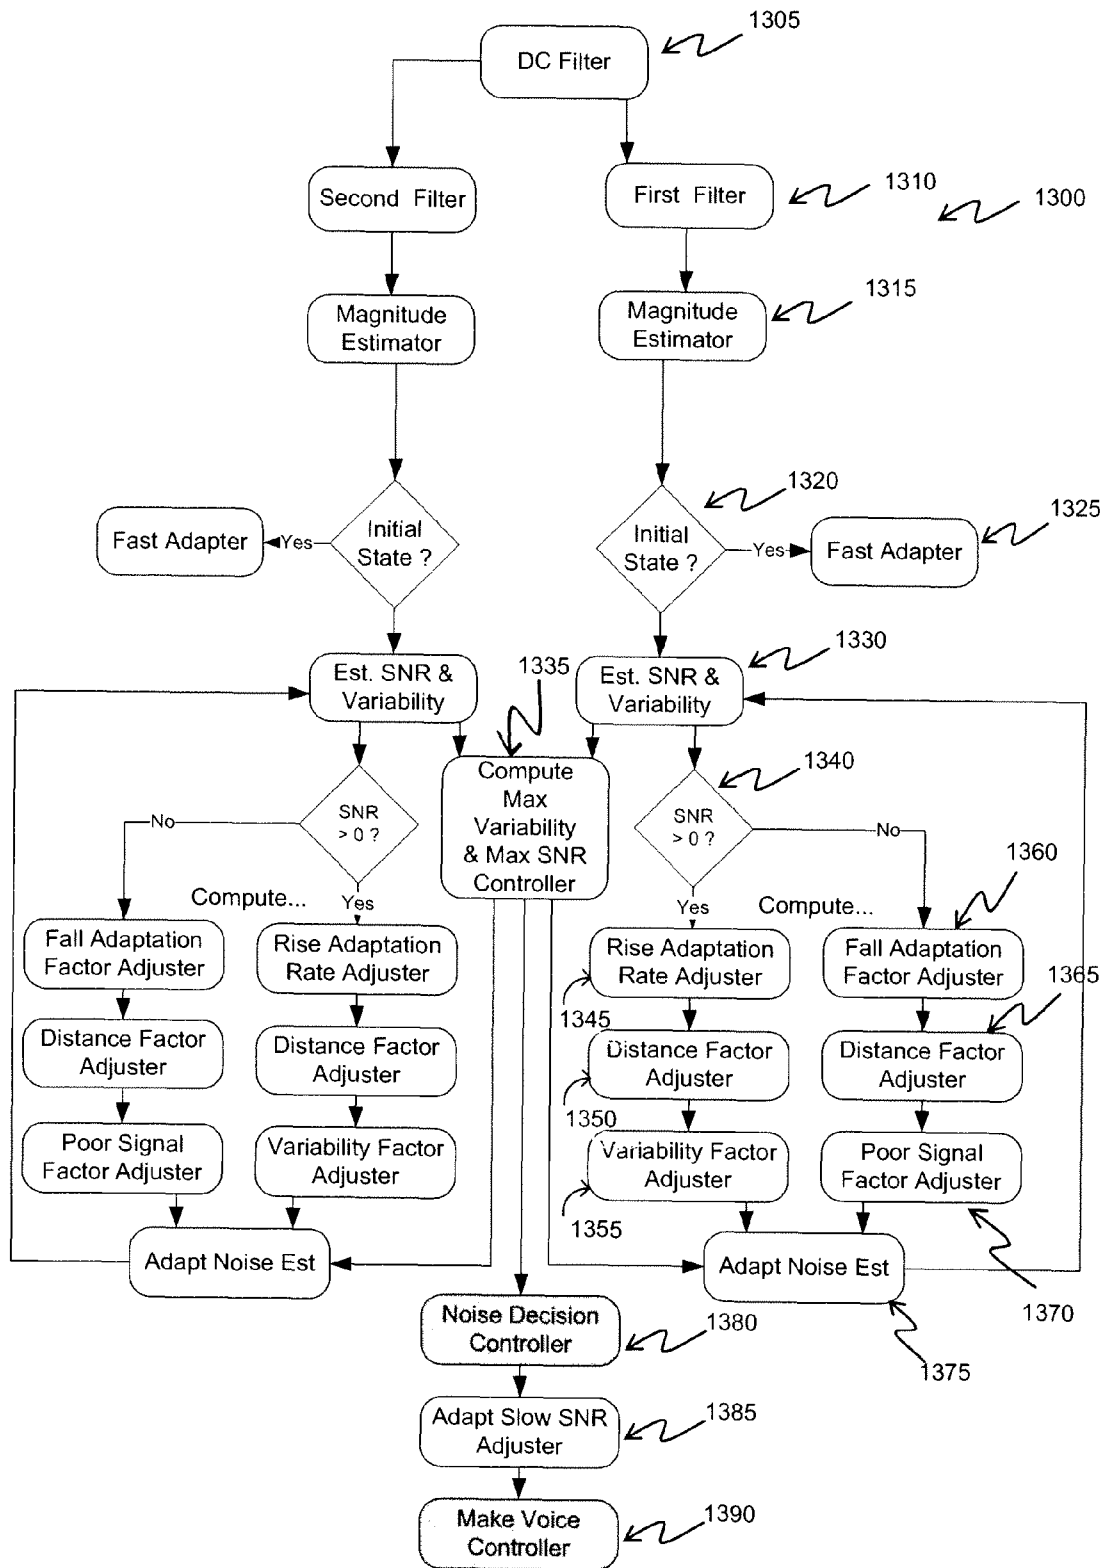 1305
DC Filter
Second Filter
First Filter
1310
1300
Magnitude
Estimator
Magnitude
Estimator
1315
1320
1325
Fast Adapter
Yes
Initial
State ?
Initial
State ?
Yes
Fast Adapter
1330
1335
Est. SNR &
Variability
Est. SNR &
Variability
1340
Compute
Max
Variability
& Max SNR
Controller
SNR
> 0 ?
SNR
> 0 ?
No
No
1360
Compute...
Yes
Yes
Compute...
Fall Adaptation
Factor Adjuster
Rise Adaptation
Rate Adjuster
Rise Adaptation
Rate Adjuster
Fall Adaptation
Factor Adjuster
1365
1345
Distance Factor
Adjuster
Distance Factor
Adjuster
Distance Factor
Adjuster
Distance Factor
Adjuster
1350
Poor Signal
Factor Adjuster
Variability Factor
Adjuster
Variability Factor
Adjuster
Poor Signal
Factor Adjuster
1355
Adapt Noise Est
Adapt Noise Est
1370
Noise Decision
Controller
1380
1375
Adapt Slow SNR
Adjuster
1385
Make Voice
Controller
1390